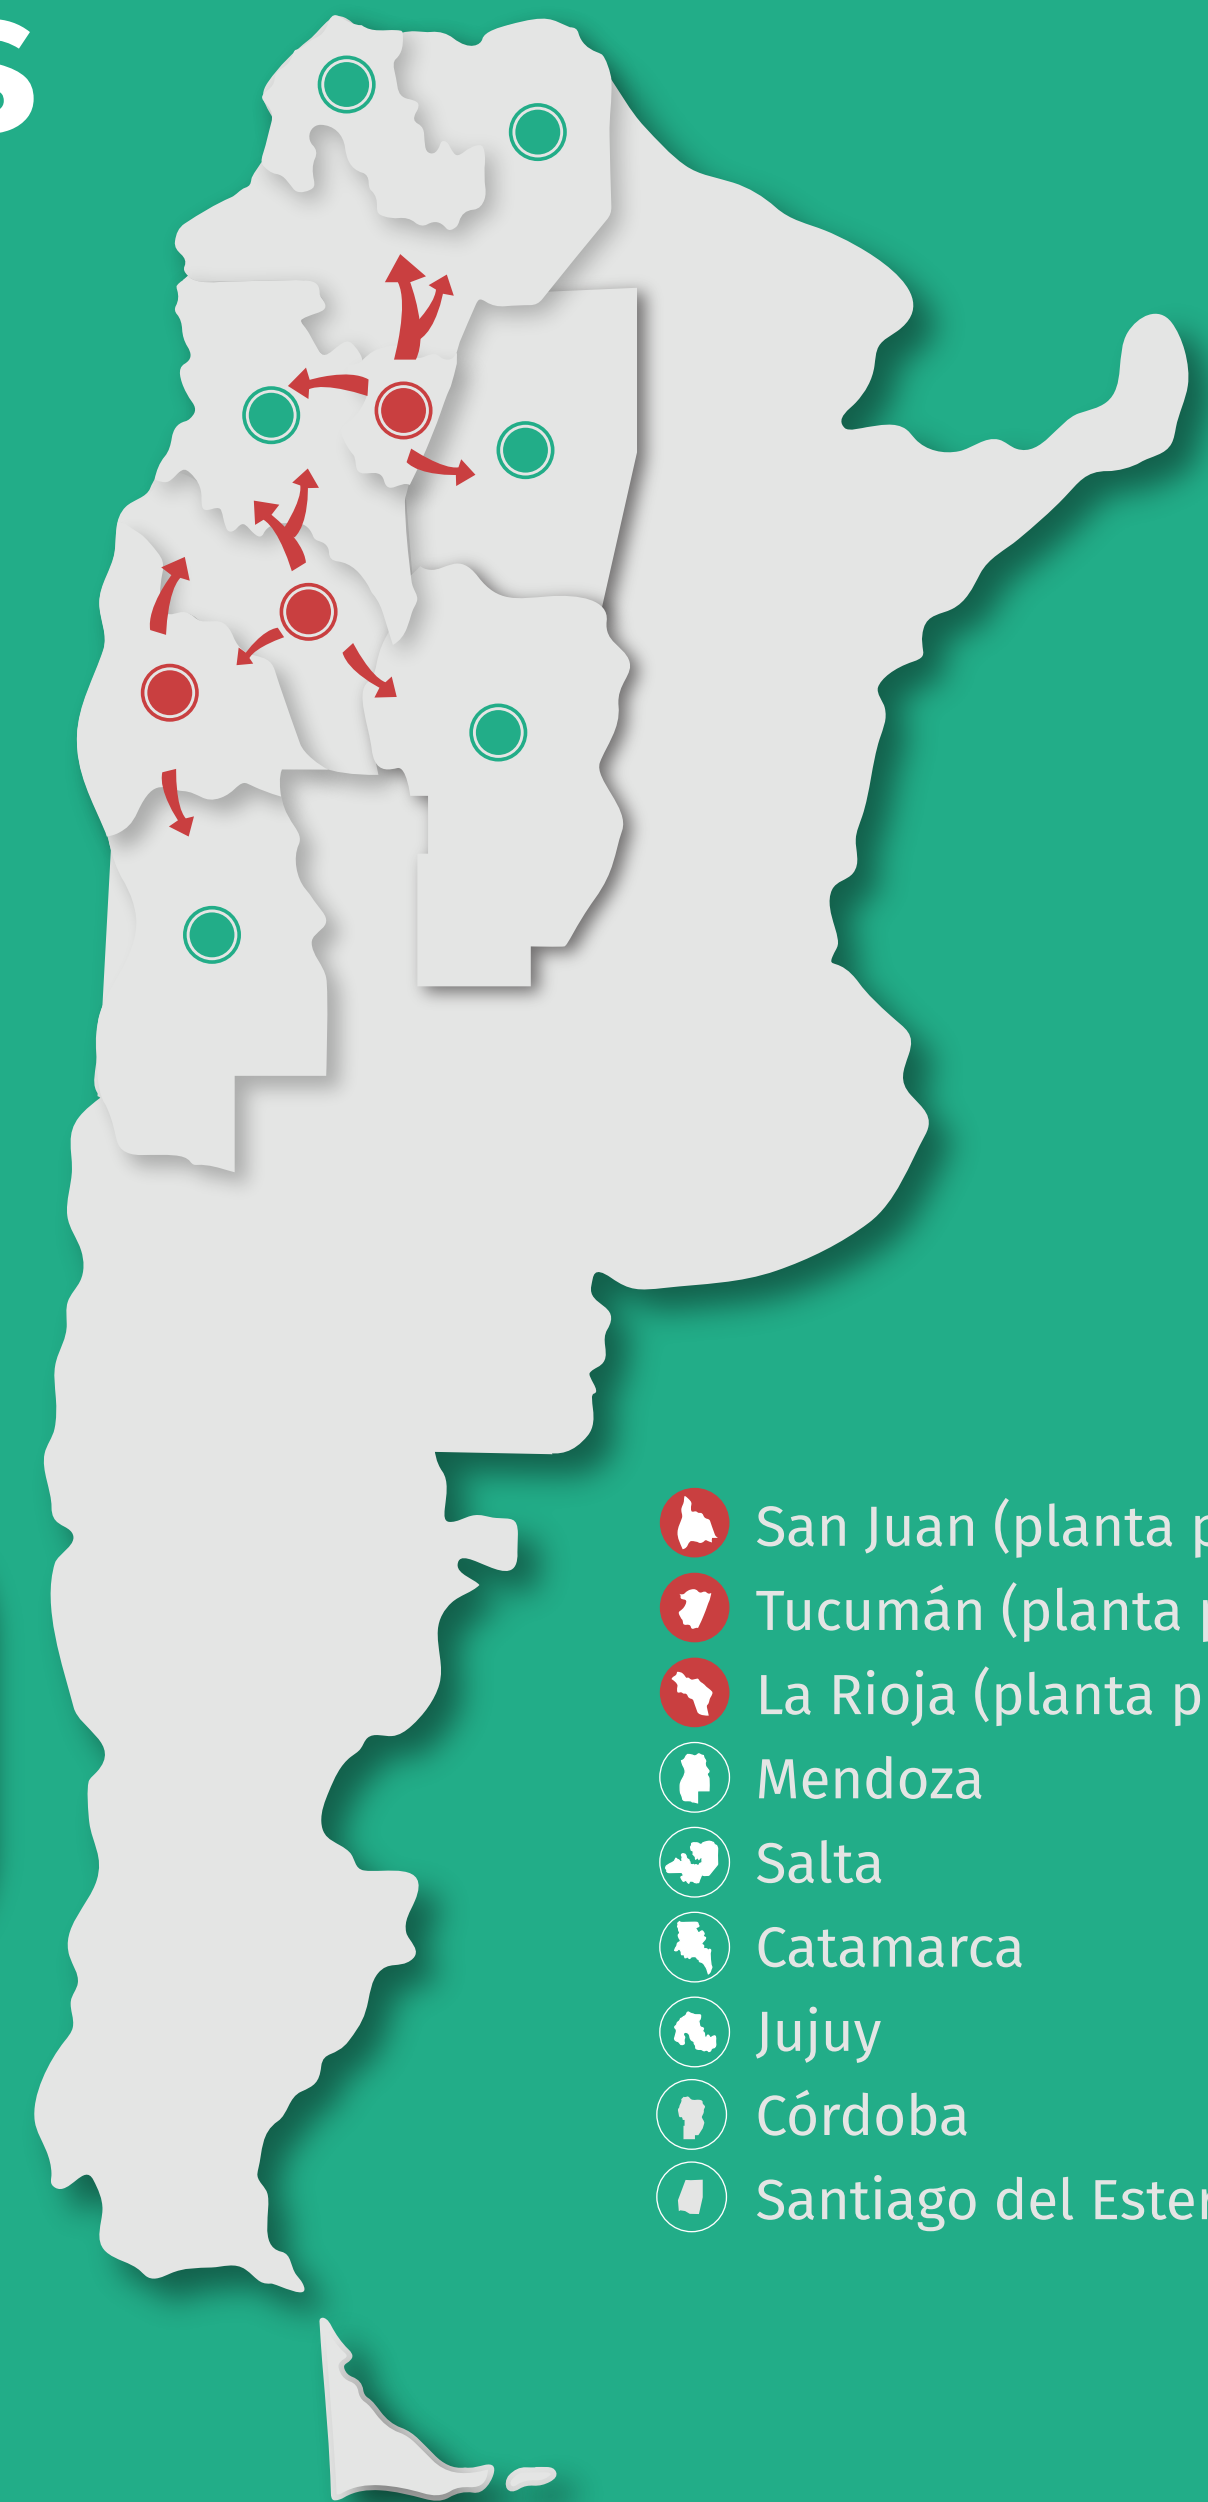 S
San Juan (planta
Tucumán (planta
La Rioja (planta
Mendoza
Salta
Catamarca
Jujuy
Córdoba
Santiago del